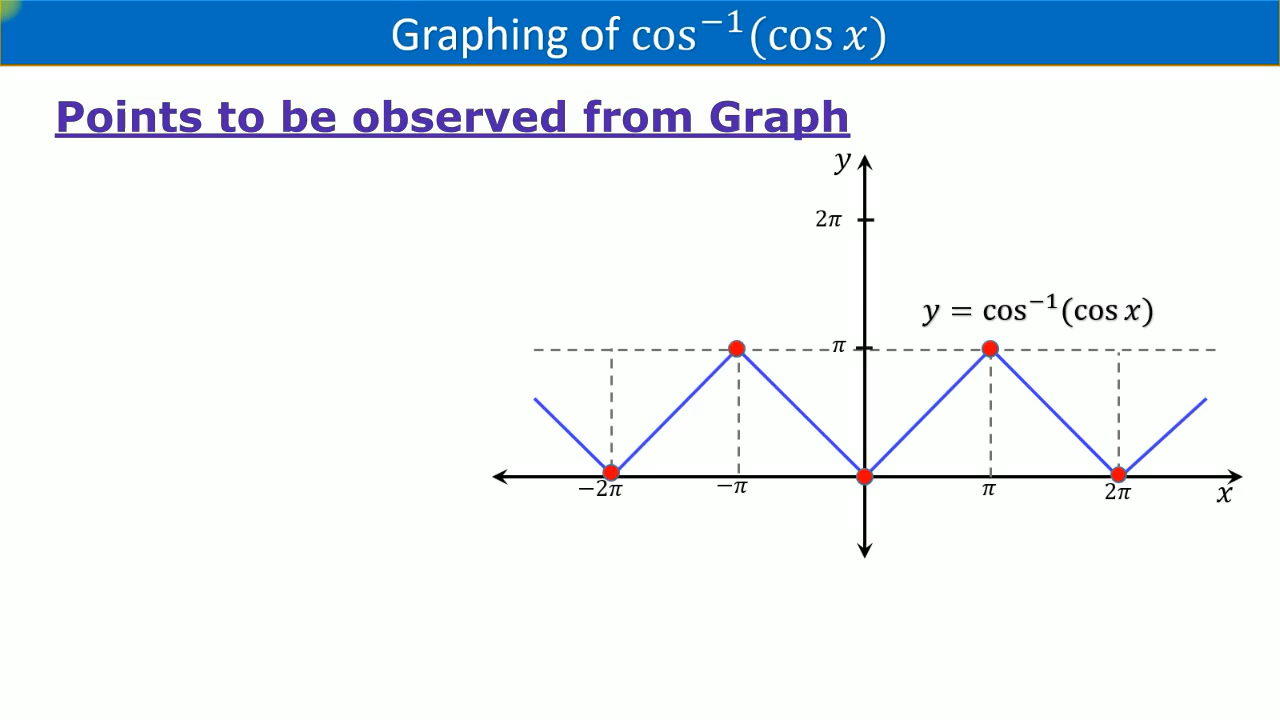 Graphing of cos⁻¹(cos x)
Points to be observed from Graph
y
2π
y = cos⁻¹(cos x)
π
−2π −π π 2π x